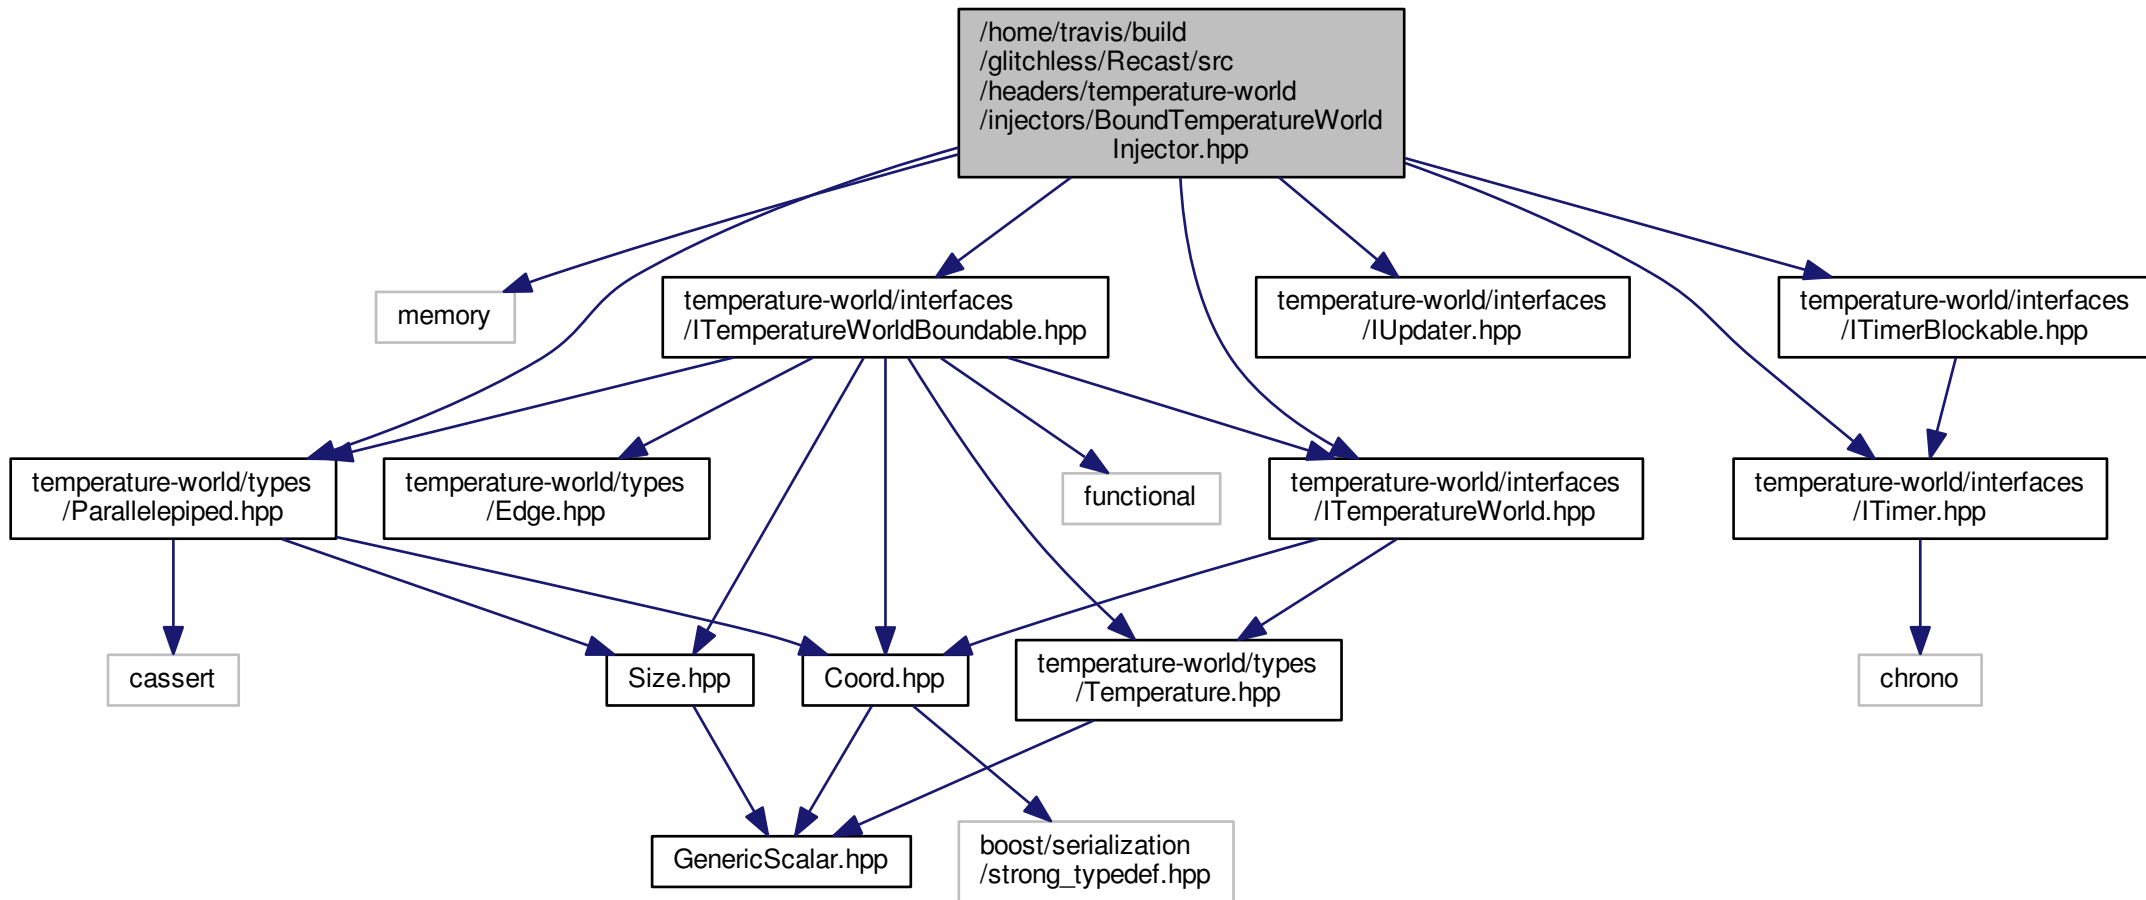 /home/travis/build
/glitchless/Recast/src
/headers/temperature-world
/injectors/BoundTemperatureWorld
Injector.hpp
memory
temperature-world/interfaces
/ITemperatureWorldBoundable.hpp
temperature-world/interfaces
/IUpdater.hpp
temperature-world/interfaces
/ITimerBlockable.hpp
temperature-world/types
/Parallelepiped.hpp
temperature-world/types
/Edge.hpp
functional
temperature-world/interfaces
/ITemperatureWorld.hpp
temperature-world/interfaces
/ITimer.hpp
cassert
Size.hpp
Coord.hpp
temperature-world/types
/Temperature.hpp
chrono
GenericScalar.hpp
boost/serialization
/strong_typedef.hpp